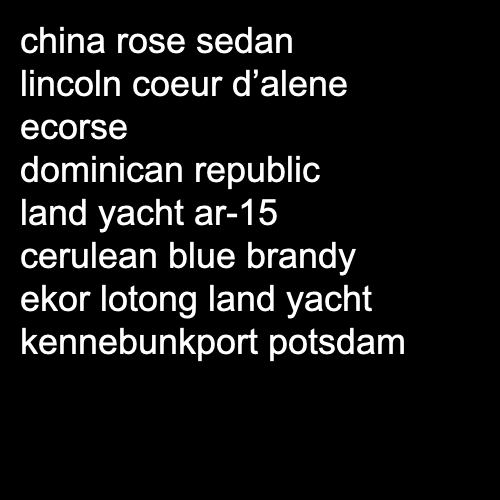 china rose sedan
lincoln coeur d’alene
ecorse
dominican republic
land yacht ar-15
cerulean blue brandy
ekor lotong land yacht
kennebunkport potsdam